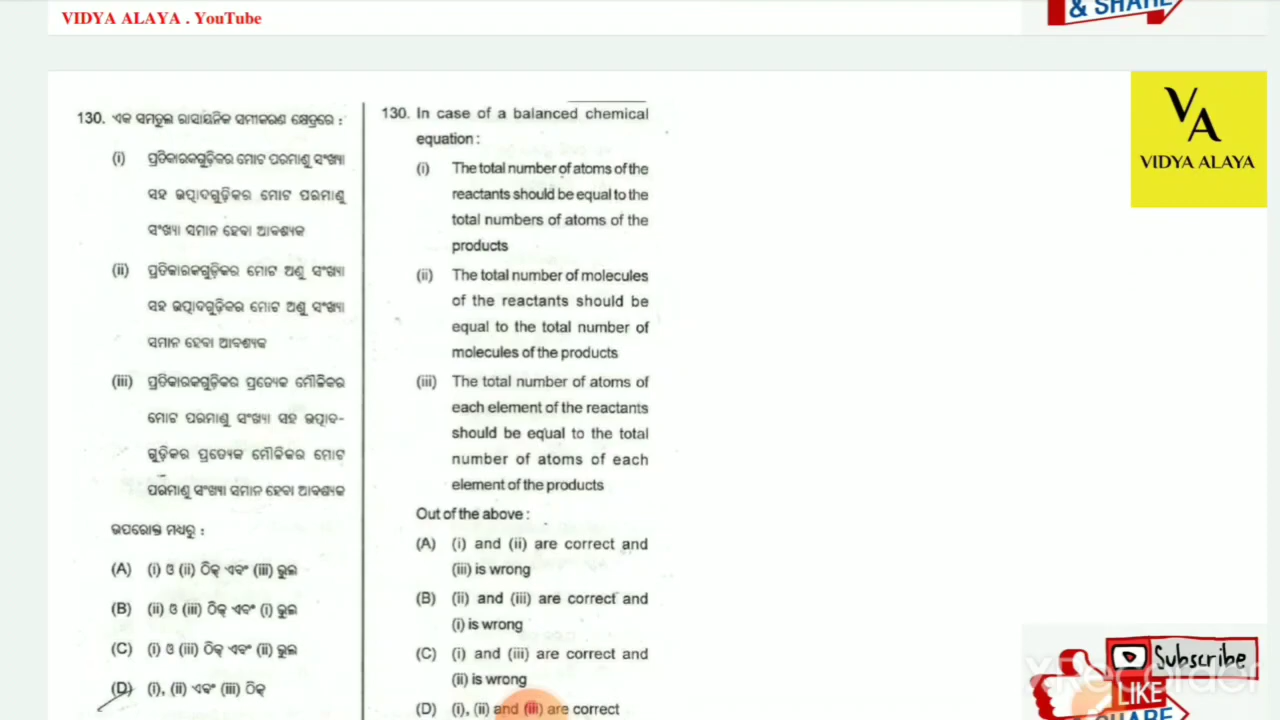 VIDYA ALAYA . YouTube
& SHARE
VA
VIDYA ALAYA
130. ଏକ ସମତୁଲ ରାସାୟନିକ ସମୀକରଣ କ୍ଷେତ୍ରରେ :
(i) ପ୍ରତିକାରକଗୁଡ଼ିକର ମୋଟ ପରମାଣୁ ସଂଖ୍ୟା
ସହ ଉତ୍ପାଦଗୁଡ଼ିକର ମୋଟ ପରମାଣୁ
ସଂଖ୍ୟା ସମାନ ହେବା ଆବଶ୍ୟକ
(ii) ପ୍ରତିକାରକଗୁଡ଼ିକର ମୋଟ ଅଣୁ ସଂଖ୍ୟା
ସହ ଉତ୍ପାଦଗୁଡ଼ିକର ମୋଟ ଅଣୁ ସଂଖ୍ୟା
ସମାନ ହେବା ଆବଶ୍ୟକ
(iii) ପ୍ରତିକାରକଗୁଡ଼ିକର ପ୍ରତ୍ୟେକ ମୌଳିକର
ମୋଟ ପରମାଣୁ ସଂଖ୍ୟା ସହ ଉତ୍ପାଦ-
ଗୁଡ଼ିକର ପ୍ରତ୍ୟେକ ମୌଳିକର ମୋଟ
ପରମାଣୁ ସଂଖ୍ୟା ସମାନ ହେବା ଆବଶ୍ୟକ
ଉପରୋକ୍ତ ମଧ୍ୟରୁ :
(A) (i) ଓ (ii) ଠିକ୍ ଏବଂ (iii) ଭୁଲ
(B) (ii) ଓ (iii) ଠିକ୍ ଏବଂ (i) ଭୁଲ
(C) (i) ଓ (iii) ଠିକ୍ ଏବଂ (ii) ଭୁଲ
(D) (i), (ii) ଏବଂ (iii) ଠିକ୍
130. In case of a balanced chemical
equation :
(i) The total number of atoms of the
reactants should be equal to the
total numbers of atoms of the
products
(ii) The total number of molecules
of the reactants should be
equal to the total number of
molecules of the products
(iii) The total number of atoms of
each element of the reactants
should be equal to the total
number of atoms of each
element of the products
Out of the above :
(A) (i) and (ii) are correct and
(iii) is wrong
(B) (ii) and (iii) are correct and
(i) is wrong
(C) (i) and (iii) are correct and
(ii) is wrong
(D) (i), (ii) and (iii) are correct
Subscribe
LIKE